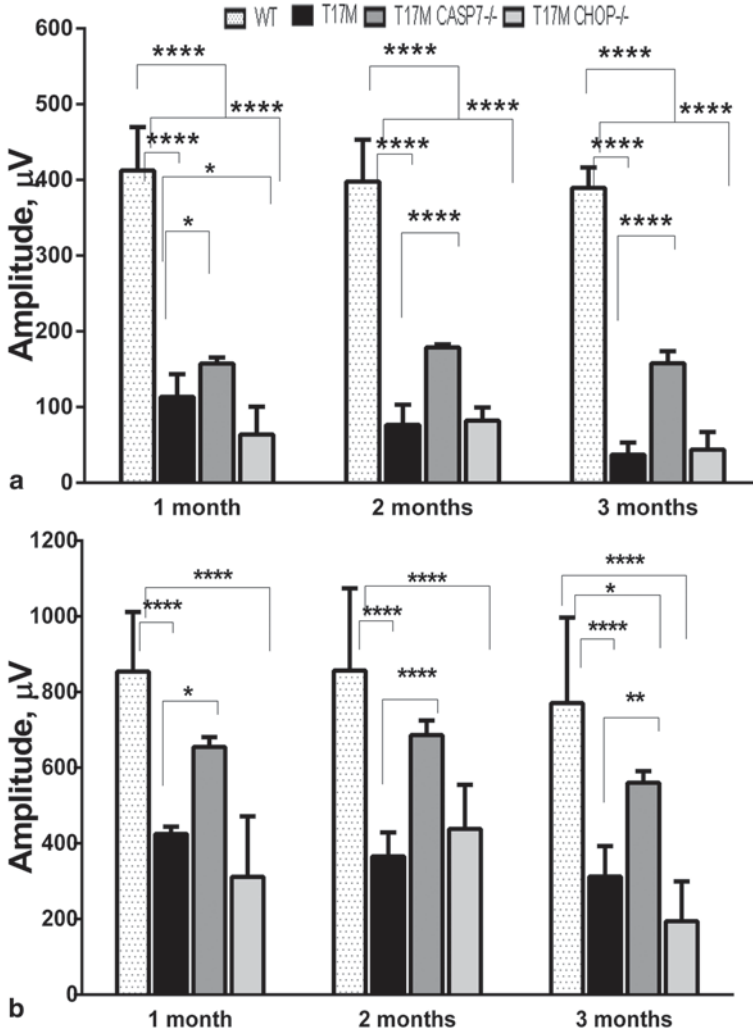 WT T17M T17M CASP7-/- T17M CHOP-/-
600
500
400
300
200
100
0
Amplitude, µV
**** **** ****
**** **** ****
**** **** ****
*
* **** ****
a
1 month 2 months 3 months
1200
1000
800
600
400
200
0
Amplitude, µV
****
**** **** *
**** **** ****
* **** **
b
1 month 2 months 3 months